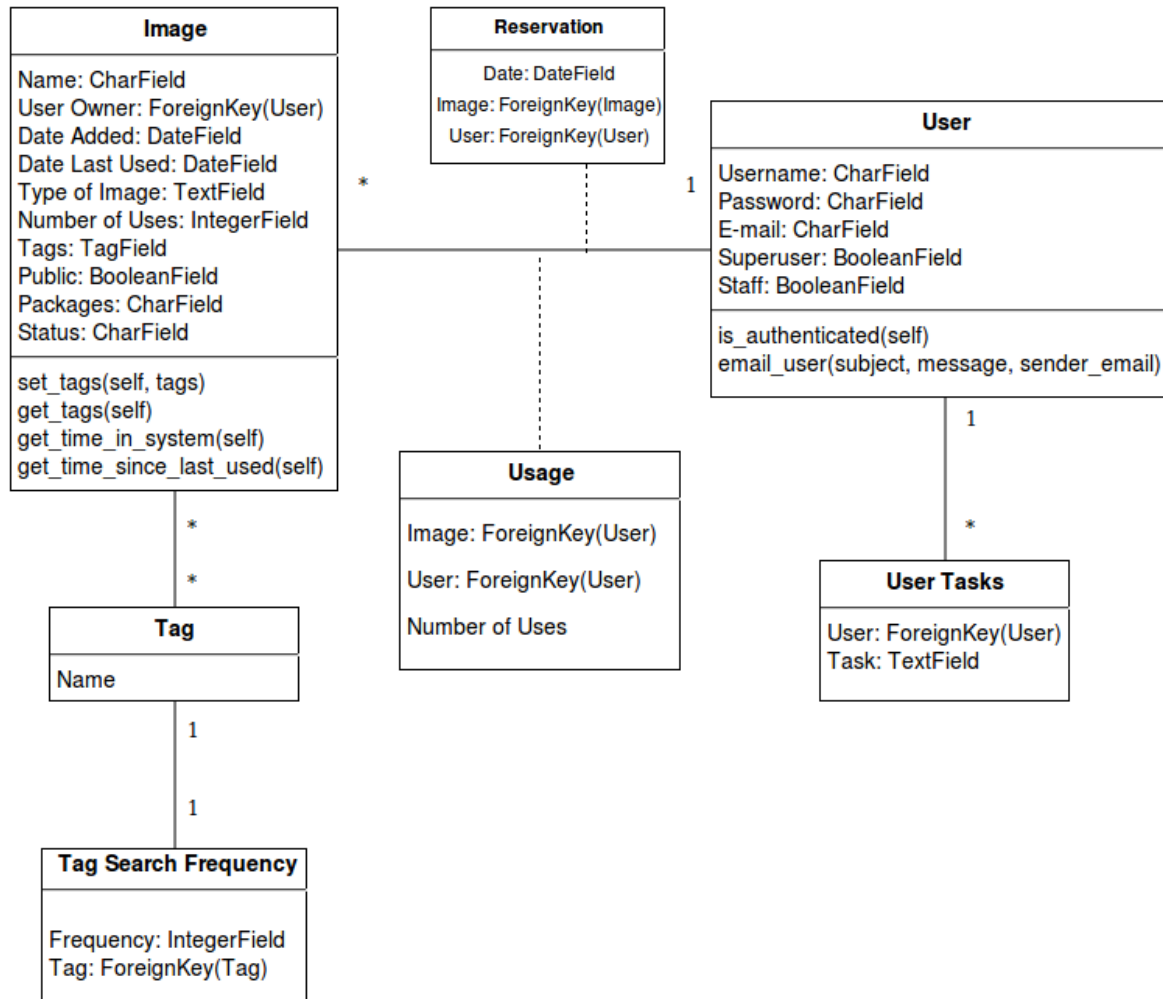 Image
Name: CharField
User Owner: ForeignKey(User)
Date Added: DateField
Date Last Used: DateField
Type of Image: TextField
Number of Uses: IntegerField
Tags: TagField
Public: BooleanField
Packages: CharField
Status: CharField
set_tags(self, tags)
get_tags(self)
get_time_in_system(self)
get_time_since_last_used(self)
Reservation
Date: DateField
Image: ForeignKey(Image)
User: ForeignKey(User)
*
1
User
Username: CharField
Password: CharField
E-mail: CharField
Superuser: BooleanField
Staff: BooleanField
is_authenticated(self)
email_user(subject, message, sender_email)
Usage
Image: ForeignKey(User)
User: ForeignKey(User)
Number of Uses
1
*
User Tasks
User: ForeignKey(User)
Task: TextField
*
*
Tag
Name
1
1
Tag Search Frequency
Frequency: IntegerField
Tag: ForeignKey(Tag)